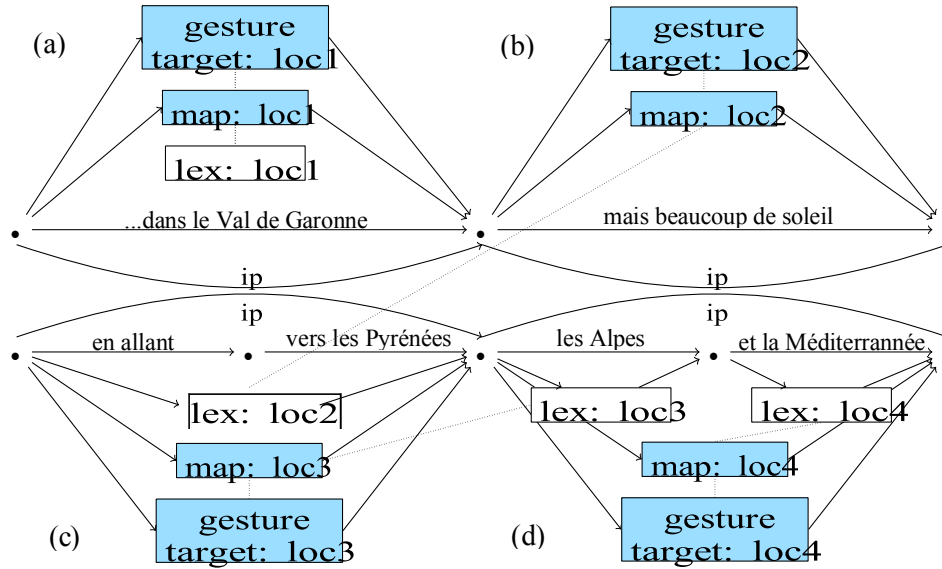 (a)
gesture
target: loc1
map: loc1
lex: loc1
...dans le Val de Garonne
ip
(b)
gesture
target: loc2
map: loc2
mais beaucoup de soleil
ip
ip
en allant
vers les Pyrénées
lex: loc2
map: loc3
gesture
target: loc3
(c)
ip
les Alpes
et la Méditerrannée
lex: loc3
lex: loc4
map: loc4
gesture
target: loc4
(d)